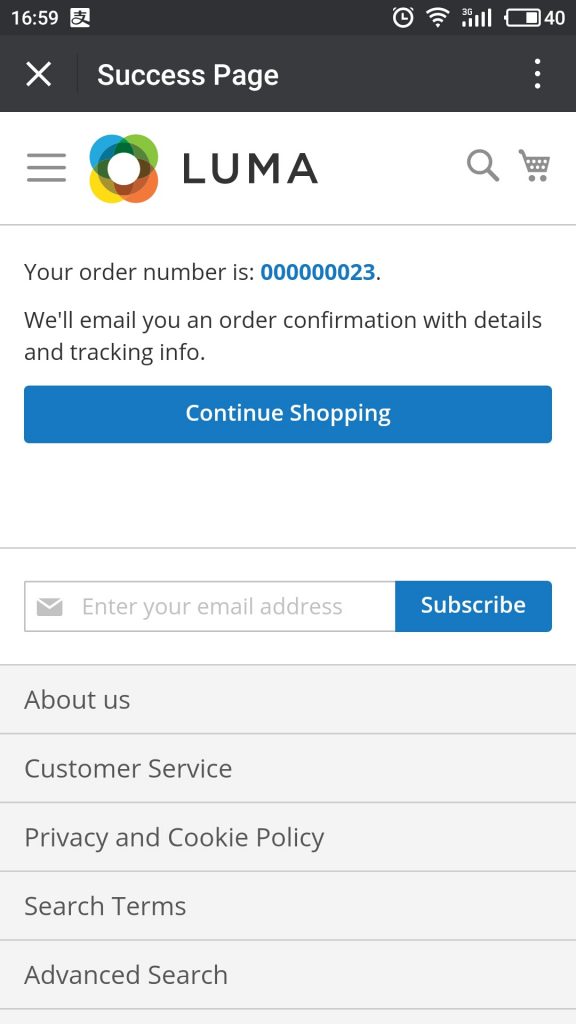 16:59 支 3G 40
Success Page
LUMA
Your order number is: 000000023.
We'll email you an order confirmation with details
and tracking info.
Continue Shopping
Enter your email address
Subscribe
About us
Customer Service
Privacy and Cookie Policy
Search Terms
Advanced Search